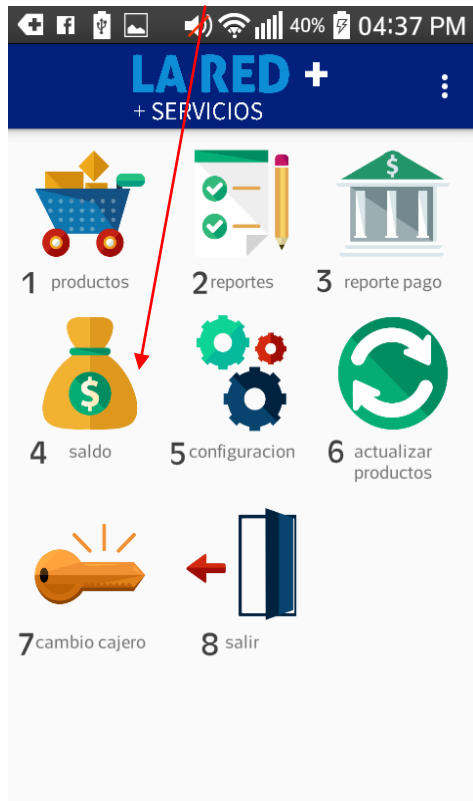 40% 04:37 PM
LA RED +
+ SERVICIOS
1 productos
2 reportes
3 reporte pago
4 saldo
5 configuracion
6 actualizar
productos
7 cambio cajero
8 salir